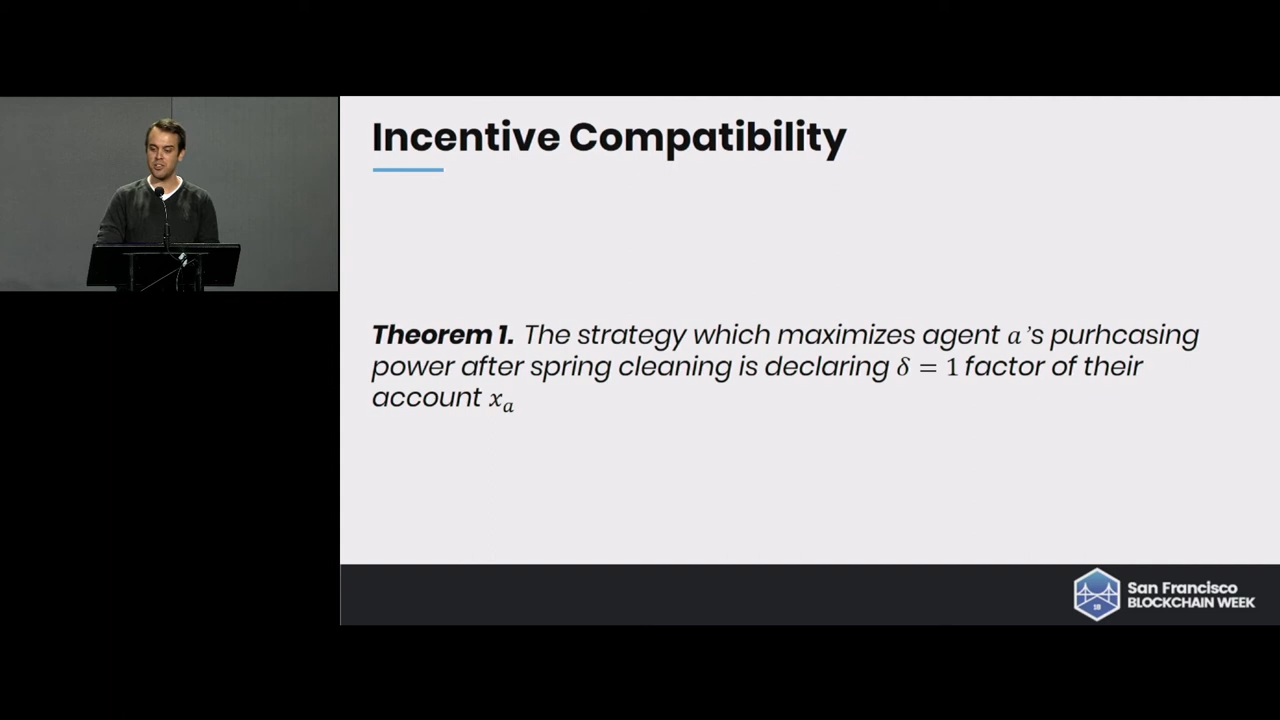 Incentive Compatibility
Theorem 1. The strategy which maximizes agent a's purhcasing
power after spring cleaning is declaring δ = 1 factor of their
account xₐ
San Francisco
BLOCKCHAIN WEEK
18